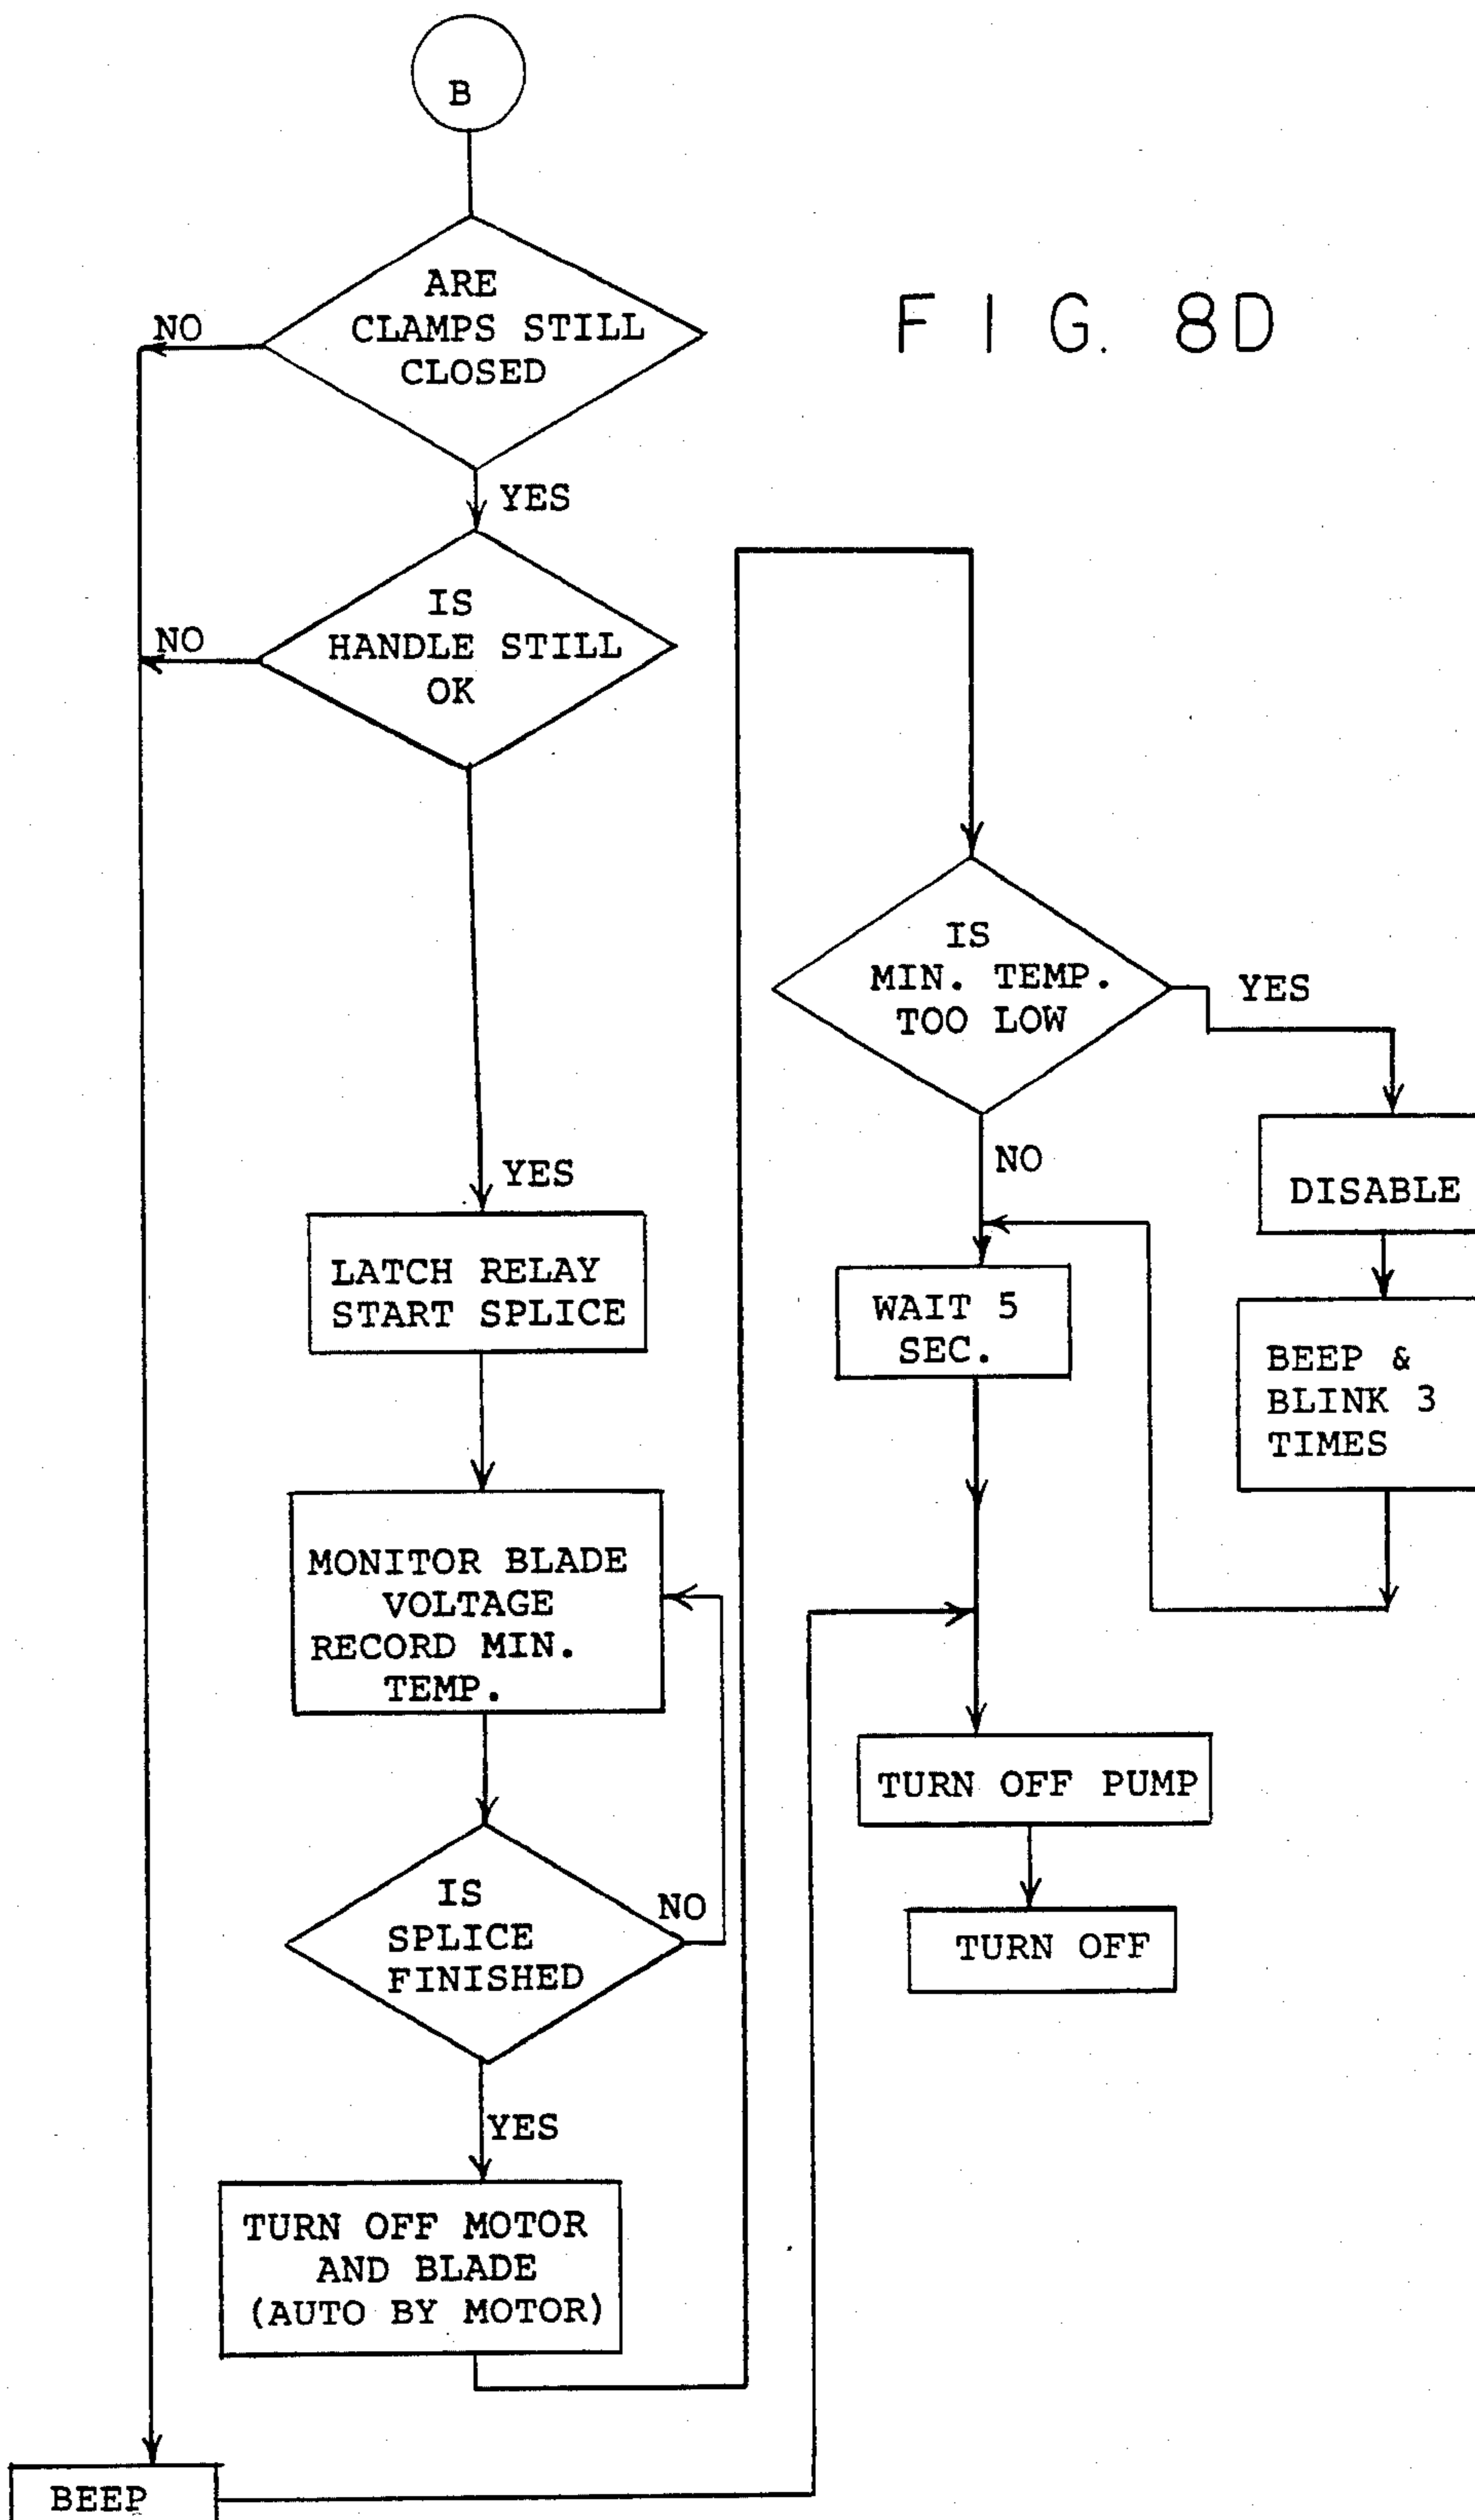 B
FIG. 8D
ARE
CLAMPS STILL
CLOSED
NO
YES
IS
HANDLE STILL
OK
NO
YES
LATCH RELAY
START SPLICE
MONITOR BLADE
VOLTAGE
RECORD MIN.
TEMP.
IS
SPLICE
FINISHED
NO
YES
TURN OFF MOTOR
AND BLADE
(AUTO BY MOTOR)
BEEP
IS
MIN. TEMP.
TOO LOW
YES
NO
DISABLE
BEEP &
BLINK 3
TIMES
WAIT 5
SEC.
TURN OFF PUMP
TURN OFF